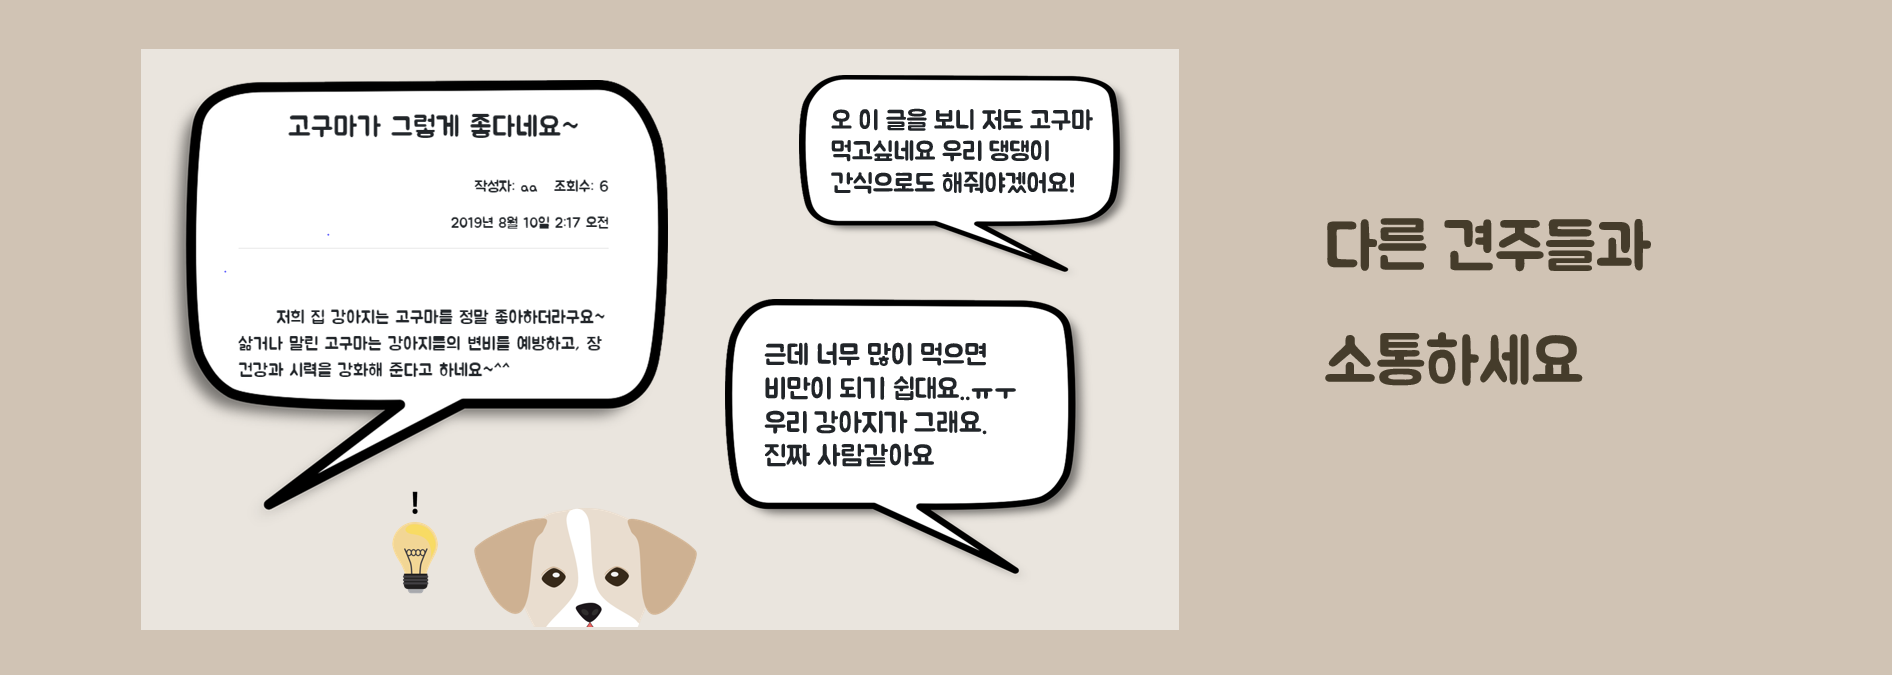 고구마가 그렇게 좋다네요~
작성자: aa 조회수: 6
2019년 8월 10일 2:17 오전
저희 집 강아지는 고구마를 정말 좋아하더라구요~
삶거나 말린 고구마는 강아지들의 변비를 예방하고, 장
건강과 시력을 강화해 준다고 하네요~^^
!
오 이 글을 보니 저도 고구마
먹고싶네요 우리 댕댕이
간식으로도 해줘야겠어요!
근데 너무 많이 먹으면
비만이 되기 쉽대요..ㅠㅜ
우리 강아지가 그래요.
진짜 사람같아요
다른 견주들과
소통하세요